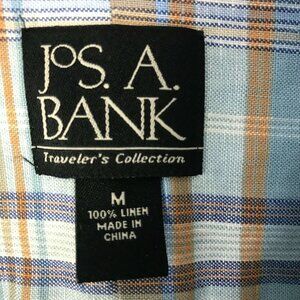 JoS. A.
BANK
Traveler's Collection
M
100% LINEN
MADE IN
CHINA